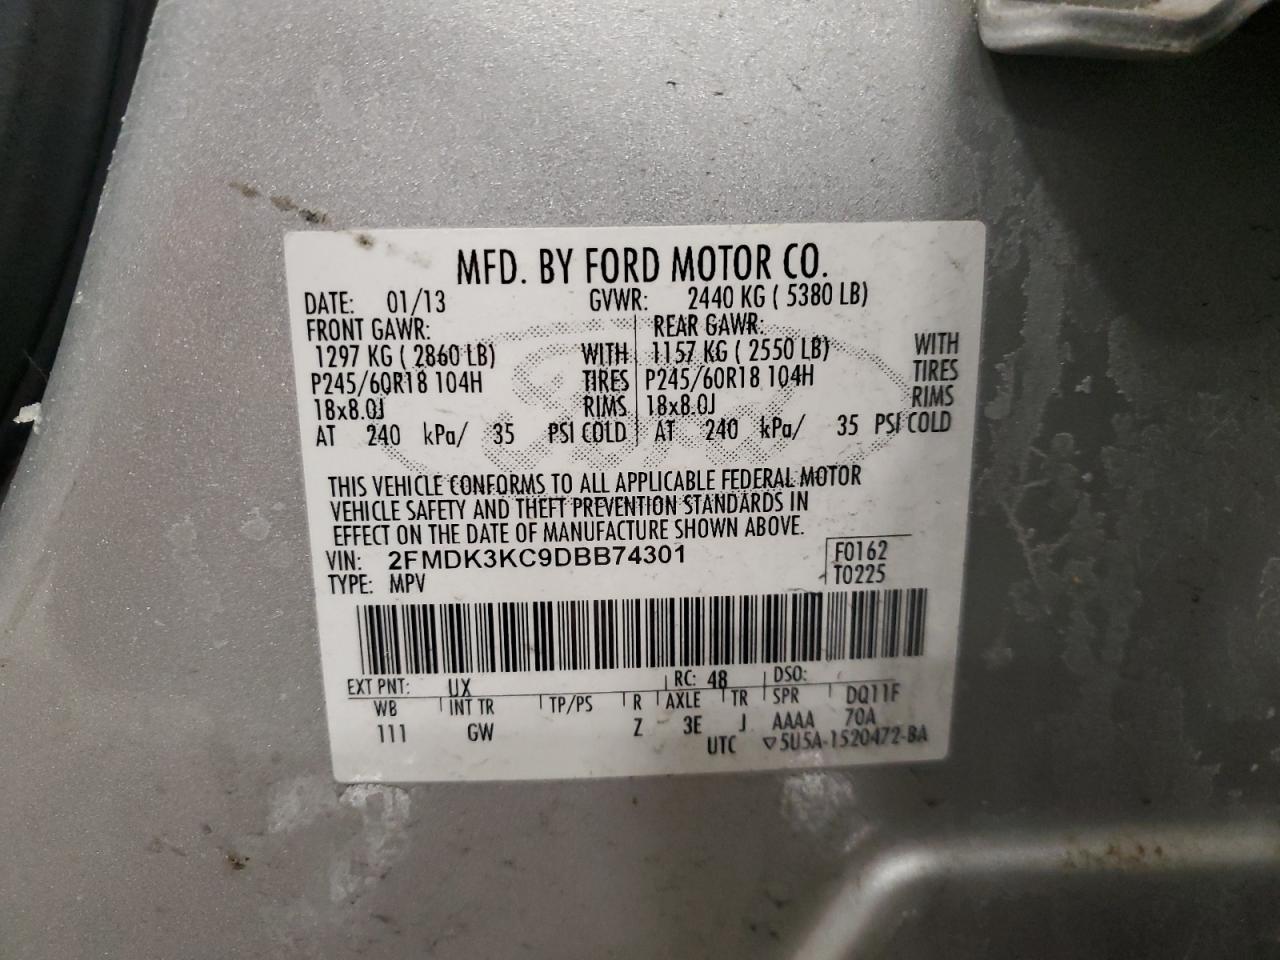 MFD. BY FORD MOTOR CO.
DATE: 01/13 GVWR: 2440 KG ( 5380 LB)
FRONT GAWR: REAR GAWR:
1297 KG ( 2860 LB) WITH 1157 KG ( 2550 LB) WITH
P245/60R18 104H TIRES P245/60R18 104H TIRES
18x8.0J RIMS 18x8.0J RIMS
AT 240 kPa/ 35 PSI COLD AT 240 kPa/ 35 PSI COLD
THIS VEHICLE CONFORMS TO ALL APPLICABLE FEDERAL MOTOR
VEHICLE SAFETY AND THEFT PREVENTION STANDARDS IN
EFFECT ON THE DATE OF MANUFACTURE SHOWN ABOVE.
VIN: 2FMDK3KC9DBB74301 F0162
TYPE: MPV T0225
EXT PNT: UX RC: 48 DSO:
WB INT TR TP/PS R AXLE TR SPR DQ11F
111 GW Z 3E J AAAA 70A
UTC ▽5U5A-1520472-BA